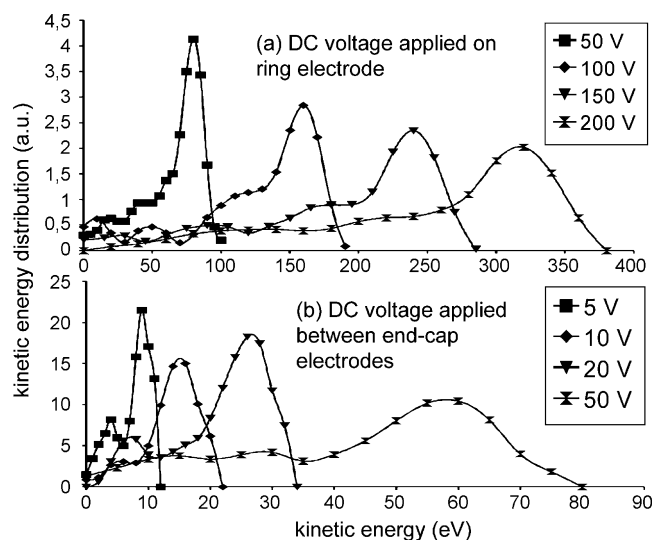 kinetic energy distribution (a.u.)
4,5
4
3,5
3
2,5
2
1,5
1
0,5
0
(a) DC voltage applied on
ring electrode
50 V
100 V
150 V
200 V
0 50 100 150 200 250 300 350 400
25
20
15
10
5
0
(b) DC voltage applied
between end-cap
electrodes
5 V
10 V
20 V
50 V
0 10 20 30 40 50 60 70 80 90
kinetic energy (eV)